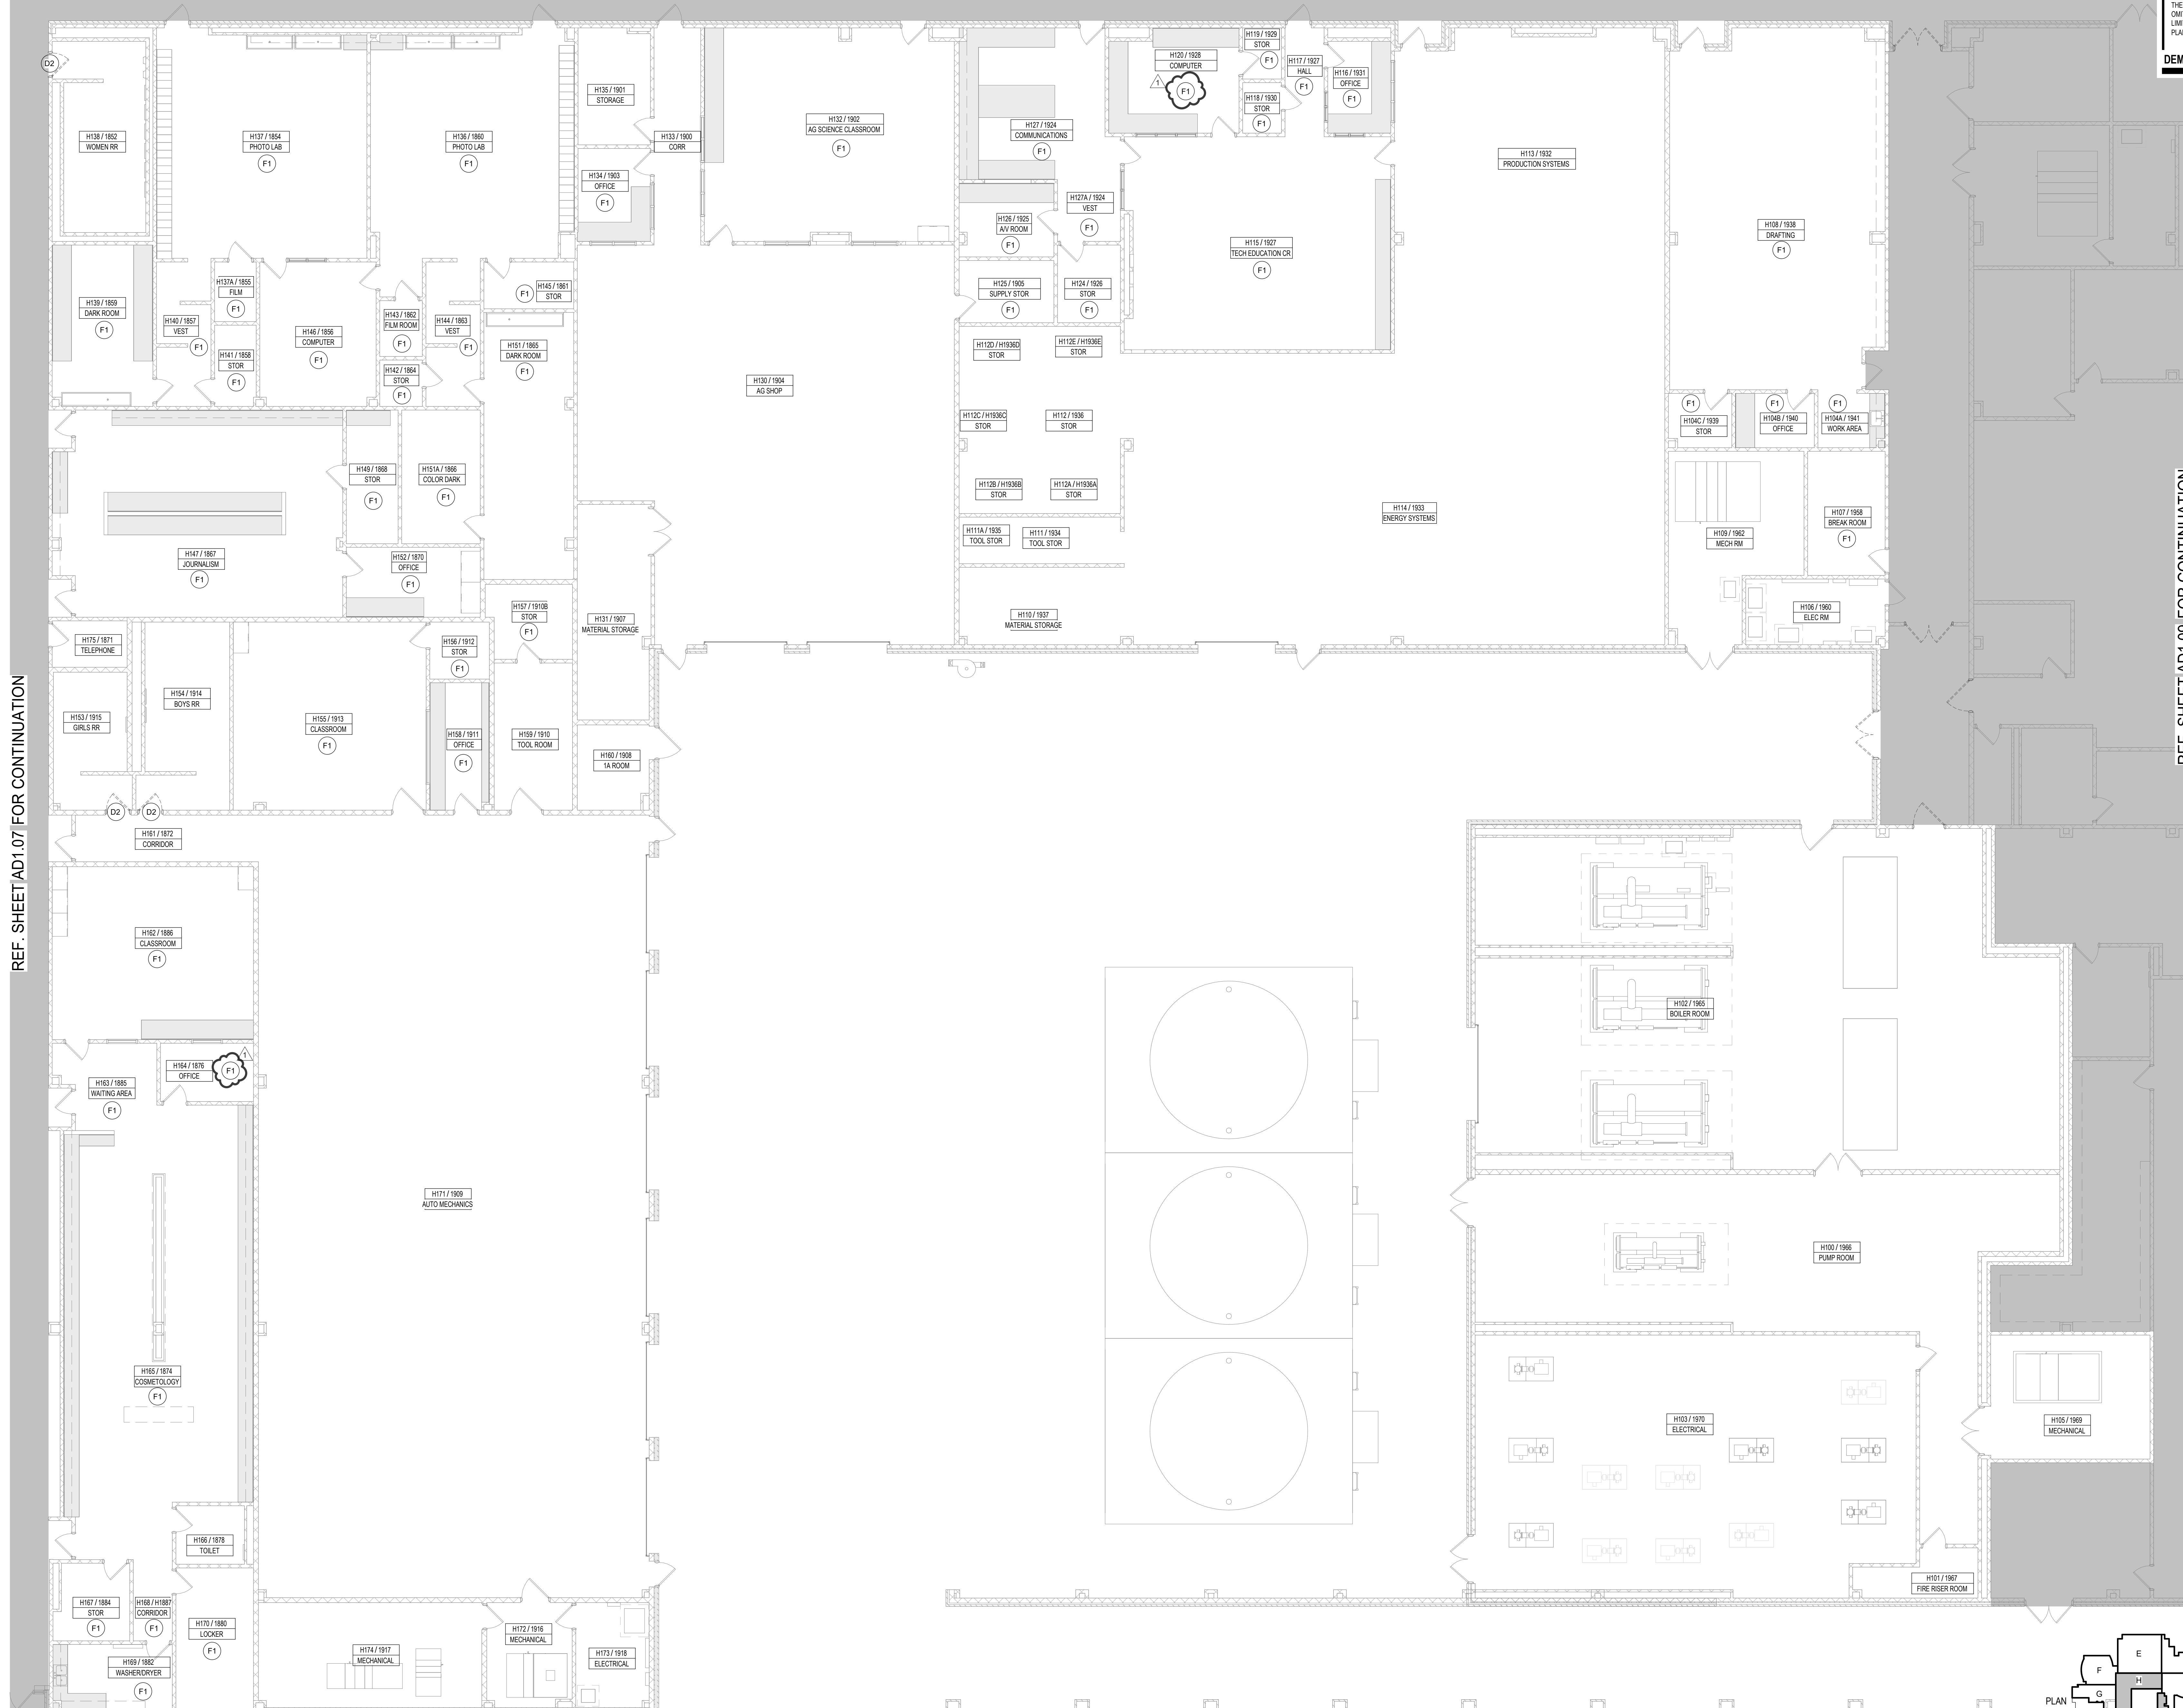 THE
OMI
LIMI
PLAN
DEM
D2
H138 / 1852
WOMEN RR
H137 / 1854
PHOTO LAB
F1
H136 / 1860
PHOTO LAB
F1
H135 / 1901
STORAGE
H134 / 1903
OFFICE
F1
H133 / 1900
CORR
H132 / 1902
AG SCIENCE CLASSROOM
F1
H127 / 1924
COMMUNICATIONS
F1
H120 / 1928
COMPUTER
1
F1
H119 / 1929
STOR
F1
H118 / 1930
STOR
F1
H117 / 1927
HALL
F1
H116 / 1931
OFFICE
F1
H113 / 1932
PRODUCTION SYSTEMS
H108 / 1938
DRAFTING
F1
H127A / 1924
VEST
F1
H126 / 1925
A/V ROOM
F1
H115 / 1927
TECH EDUCATION CR
F1
H125 / 1905
SUPPLY STOR
F1
H124 / 1926
STOR
F1
H139 / 1859
DARK ROOM
F1
H140 / 1857
VEST
F1
H137A / 1855
FILM
F1
H141 / 1858
STOR
F1
H146 / 1856
COMPUTER
F1
H143 / 1862
FILM ROOM
F1
H142 / 1864
STOR
F1
H144 / 1863
VEST
F1
F1
H145 / 1861
STOR
H151 / 1865
DARK ROOM
F1
H130 / 1904
AG SHOP
H112D / H1936D
STOR
H112E / H1936E
STOR
H112C / H1936C
STOR
H112 / 1936
STOR
H112B / H1936B
STOR
H112A / H1936A
STOR
H111A / 1935
TOOL STOR
H111 / 1934
TOOL STOR
H110 / 1937
MATERIAL STORAGE
H114 / 1933
ENERGY SYSTEMS
F1
H104C / 1939
STOR
F1
H104B / 1940
OFFICE
F1
H104A / 1941
WORK AREA
H109 / 1962
MECH RM
H107 / 1958
BREAK ROOM
F1
H106 / 1960
ELEC RM
H149 / 1868
STOR
F1
H151A / 1866
COLOR DARK
F1
H147 / 1867
JOURNALISM
F1
H152 / 1870
OFFICE
F1
H157 / 1910B
STOR
F1
H131 / 1907
MATERIAL STORAGE
H175 / 1871
TELEPHONE
H156 / 1912
STOR
F1
H154 / 1914
BOYS RR
H153 / 1915
GIRLS RR
H155 / 1913
CLASSROOM
F1
H158 / 1911
OFFICE
F1
H159 / 1910
TOOL ROOM
H160 / 1908
1A ROOM
D2
D2
H161 / 1872
CORRIDOR
H162 / 1886
CLASSROOM
F1
H163 / 1885
WAITING AREA
F1
H164 / 1876
OFFICE
F1
1
H171 / 1909
AUTO MECHANICS
H165 / 1874
COSMETOLOGY
F1
H166 / 1878
TOILET
H167 / 1884
STOR
F1
H168 / H1887
CORRIDOR
F1
H170 / 1880
LOCKER
F1
H169 / 1882
WASHER/DRYER
F1
H174 / 1917
MECHANICAL
H172 / 1916
MECHANICAL
H173 / 1918
ELECTRICAL
H102 / 1965
BOILER ROOM
H100 / 1966
PUMP ROOM
H103 / 1970
ELECTRICAL
H105 / 1969
MECHANICAL
H101 / 1967
FIRE RISER ROOM
REF. SHEET AD1.07 FOR CONTINUATION
REF. SHEET AD1.09 FOR CONTINUATION
E
F
H
G
PLAN